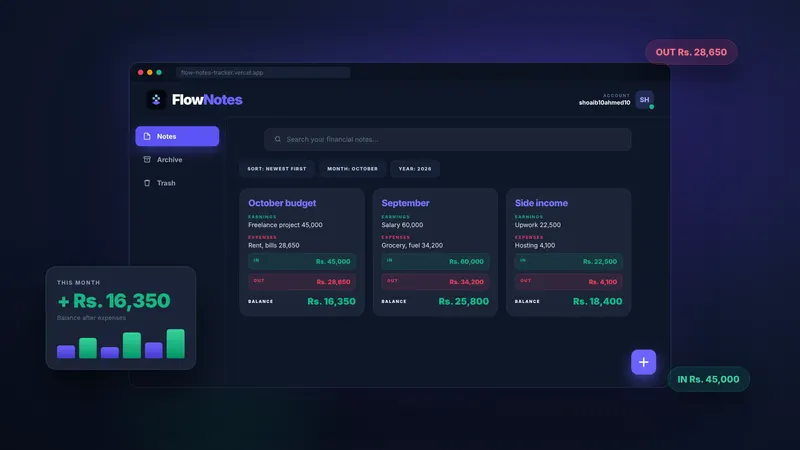 OUT Rs. 28,650
flow-notes-tracker.vercel.app
FlowNotes
ACCOUNT
shoaib10ahmed10
SH
Notes
Archive
Trash
Search your financial notes...
SORT: NEWEST FIRST
MONTH: OCTOBER
YEAR: 2026
October budget
EARNINGS
Freelance project 45,000
EXPENSES
Rent, bills 28,650
IN Rs. 45,000
OUT Rs. 28,650
BALANCE Rs. 16,350
September
EARNINGS
Salary 60,000
EXPENSES
Grocery, fuel 34,200
IN Rs. 60,000
OUT Rs. 34,200
BALANCE Rs. 25,800
Side income
EARNINGS
Upwork 22,500
EXPENSES
Hosting 4,100
IN Rs. 22,500
OUT Rs. 4,100
BALANCE Rs. 18,400
THIS MONTH
+ Rs. 16,350
Balance after expenses
+
IN Rs. 45,000